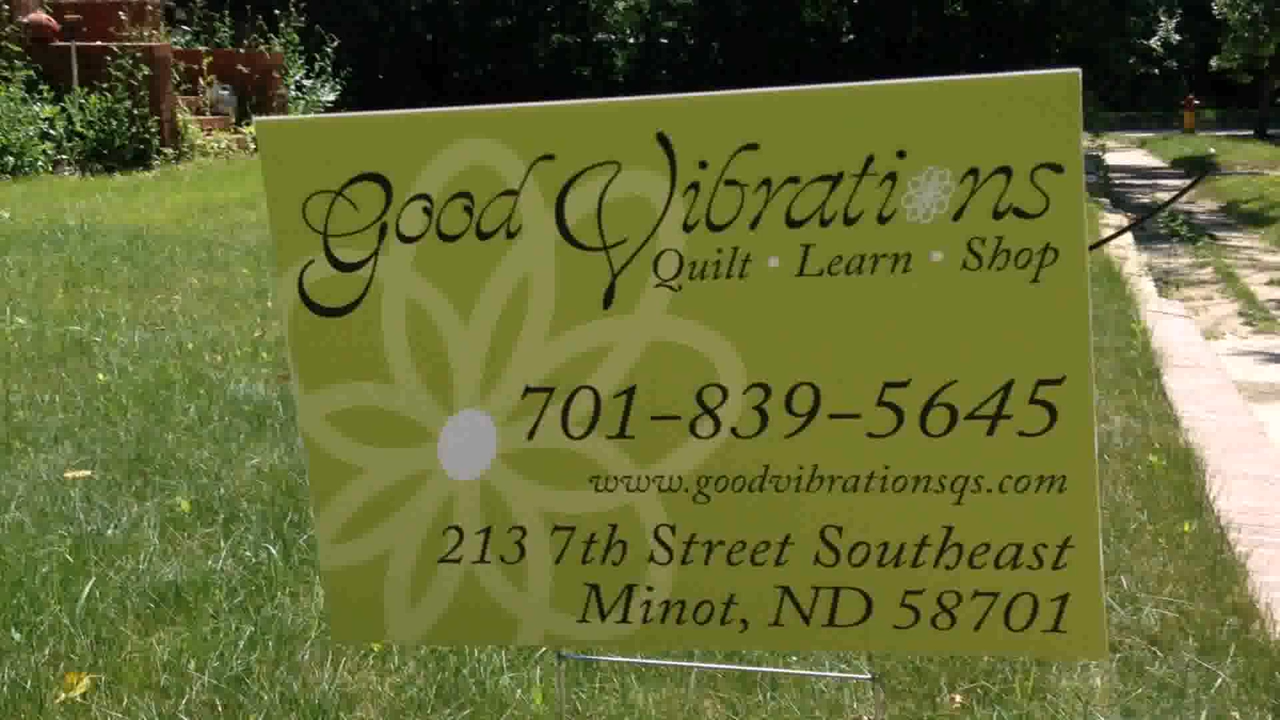 Good Vibrations
Quilt • Learn • Shop
701-839-5645
www.goodvibrationsqs.com
213 7th Street Southeast
Minot, ND 58701